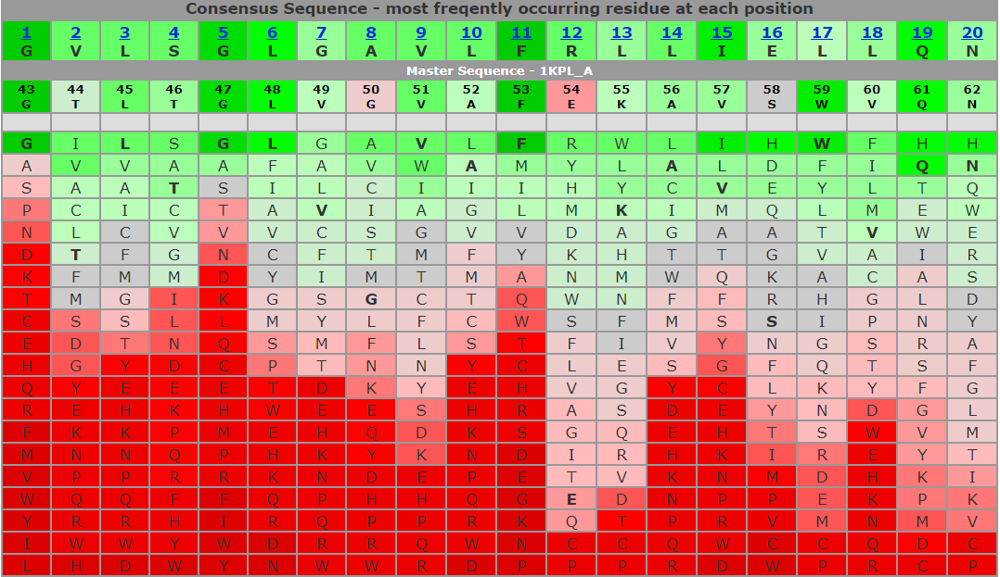 Consensus Sequence - most freqently occurring residue at each position
1 2 3 4 5 6 7 8 9 10 11 12 13 14 15 16 17 18 19 20
G V L S G L G A V L F R L L I E L L Q N
Master Sequence - 1KPL_A
43 44 45 46 47 48 49 50 51 52 53 54 55 56 57 58 59 60 61 62
G T L T G L V G V A F E K A V S W V Q N
G I L S G L G A V L F R W L I H W F H H
A V V A A F A V W A M Y L A L D F I Q N
S A A T S I L C I I I H Y C V E Y L T Q
P C I C T A V I A G L M K I M Q L M E W
N L C V V V C S G V V D A G A A T V W E
D T F G N C F T M F Y K H T T G V A I R
K F M M D Y I M T M A N M W Q K A C A S
T M G I K G S G C T Q W N F F R H G L D
C S S L L M Y L F C W S F M S S I P N Y
E D T N Q S M F L S T F I V Y N G S R A
H G Y D C P T N N Y C L E S G F Q T S F
Q Y E E E T D K Y E H V G Y C L K Y F G
R E H K H W E E S H R A S D E Y N D G L
F K K P M E H Q D K S G Q E H T S W V M
M N N Q P H K Y K N D I R H K I R E Y T
V P P R R K N D E P E T V K N M D H K I
W Q Q F F Q P H H Q G E D N P P E K P K
Y R R H I R Q P P R K Q T P R V M N M V
I W W Y W D R R Q W N C C Q W C C Q D C
L H D W Y N W W R D P P P R D W P R C P